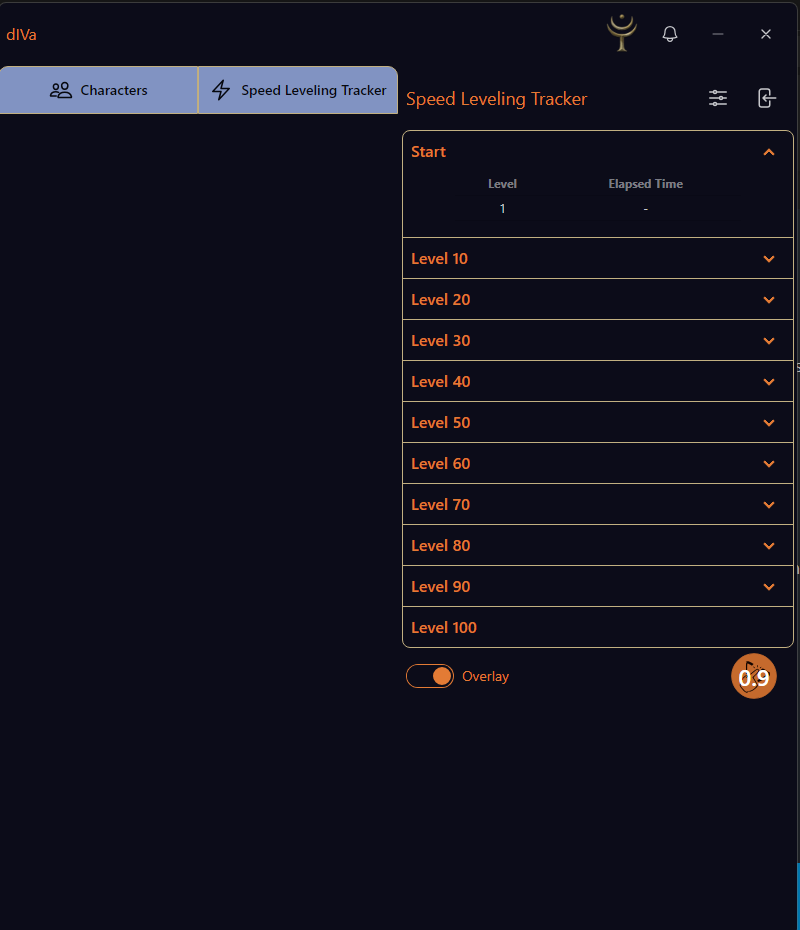 dIVa
Characters
Speed Leveling Tracker
Speed Leveling Tracker
Start
Level Elapsed Time
1 -
Level 10
Level 20
Level 30
Level 40
Level 50
Level 60
Level 70
Level 80
Level 90
Level 100
Overlay
0.9